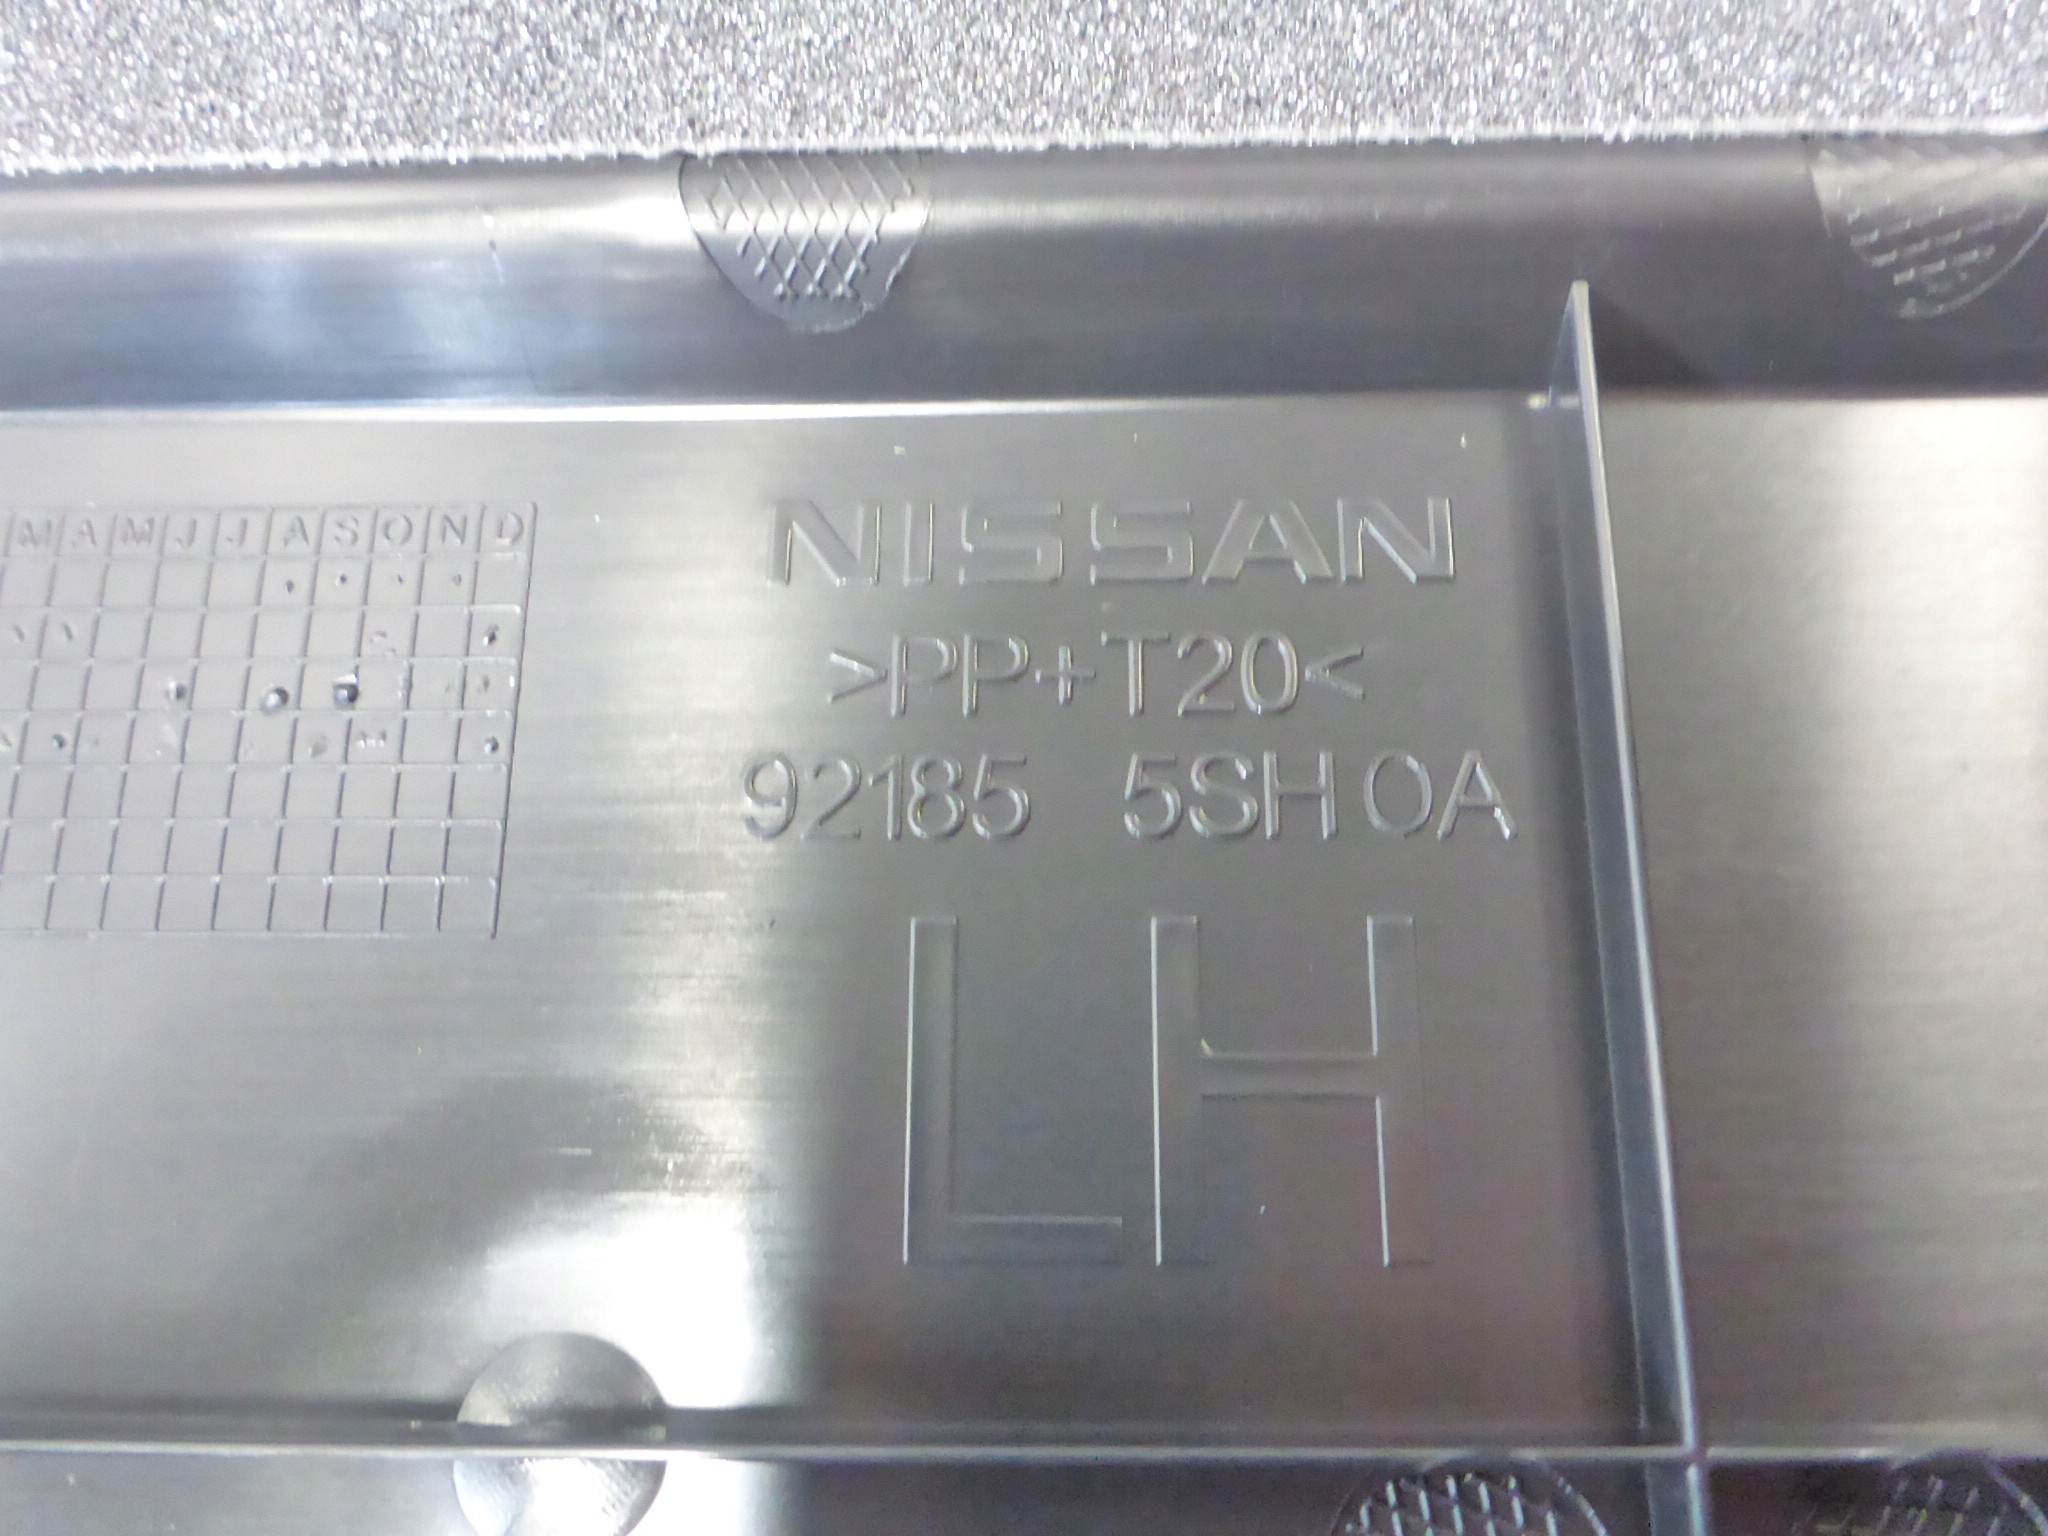 M A M J J A S O N D
NISSAN
>PP+T20<
92185 5SH0A
LH